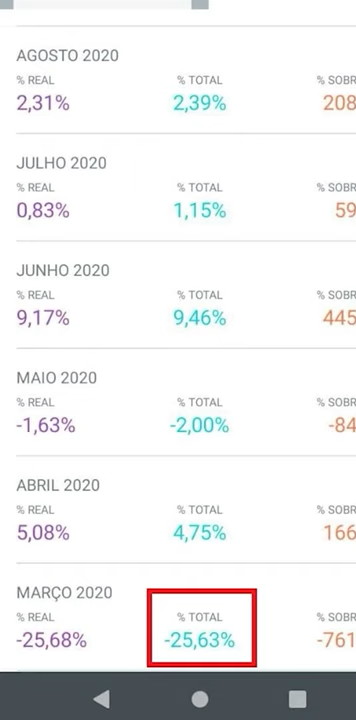 AGOSTO 2020
% REAL % TOTAL % SOBR
2,31% 2,39% 208
JULHO 2020
% REAL % TOTAL % SOBR
0,83% 1,15% 59
JUNHO 2020
% REAL % TOTAL % SOBR
9,17% 9,46% 445
MAIO 2020
% REAL % TOTAL % SOBR
-1,63% -2,00% -84
ABRIL 2020
% REAL % TOTAL % SOBR
5,08% 4,75% 166
MARÇO 2020
% REAL % TOTAL % SOBR
-25,68% -25,63% -761